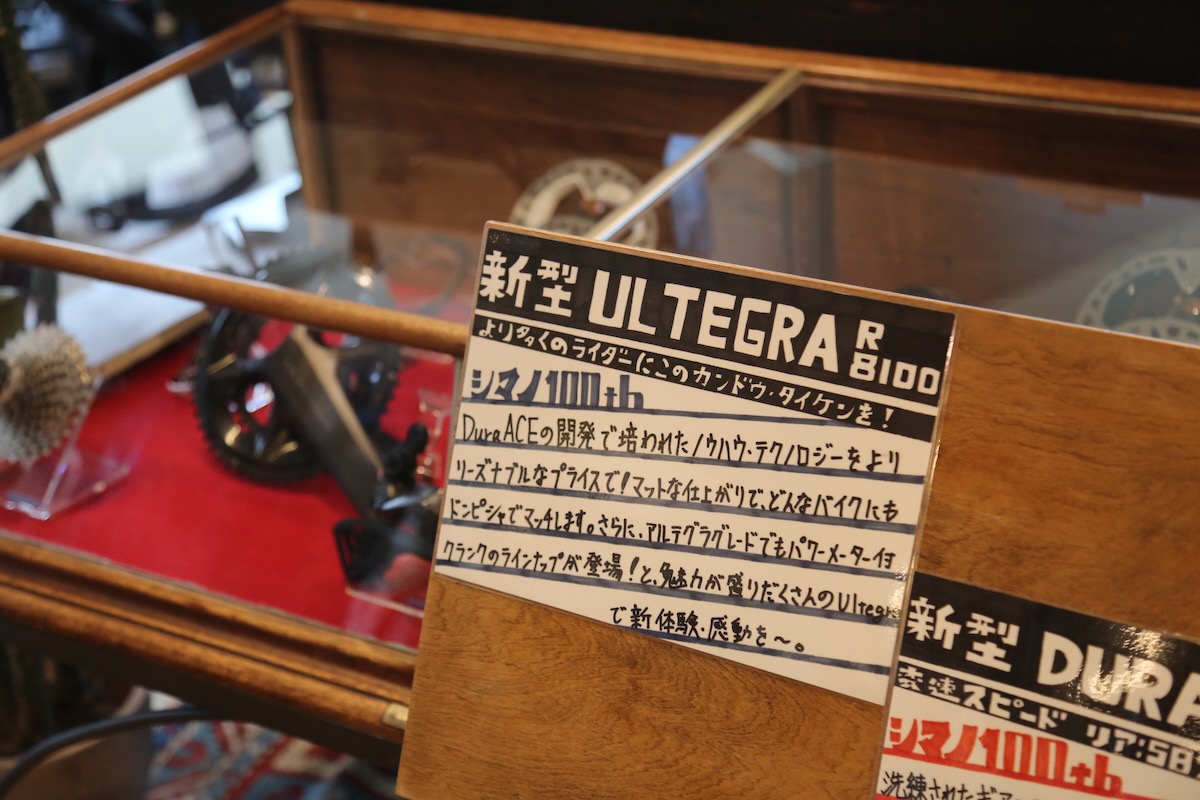 新型 ULTEGRA R8100
より多くのライダーにこのカンドウ・タイケンを！
シマノ100th
DuraACEの開発で培われたノウハウ、テクノロジーをより
リーズナブルなプライスで！マットな仕上がりで、どんなバイクにも
ドンピシャでマッチします。さらに、アルテグラグレードでもパワーメーター付
クランクのラインナップが登場！と、魅力が盛りだくさんのUltegra
で新体験、感動を〜。
新型 DURA
変速スピード リア:58
シマノ100th
洗練されたギア